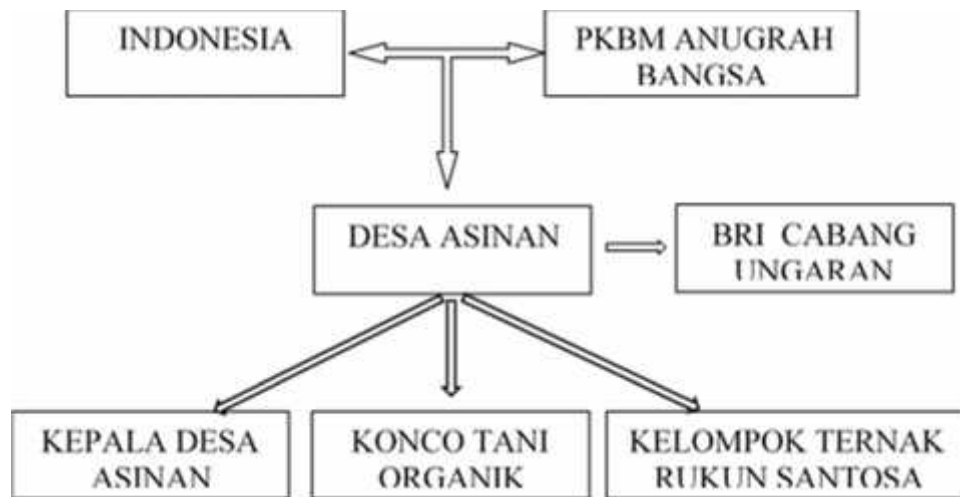 INDONESIA
PKBM ANUGRAH
BANGSA
DESA ASINAN
BRI CABANG
UNGARAN
KEPALA DESA
ASINAN
KONCO TANI
ORGANIK
KELOMPOK TERNAK
RUKUN SANTOSA